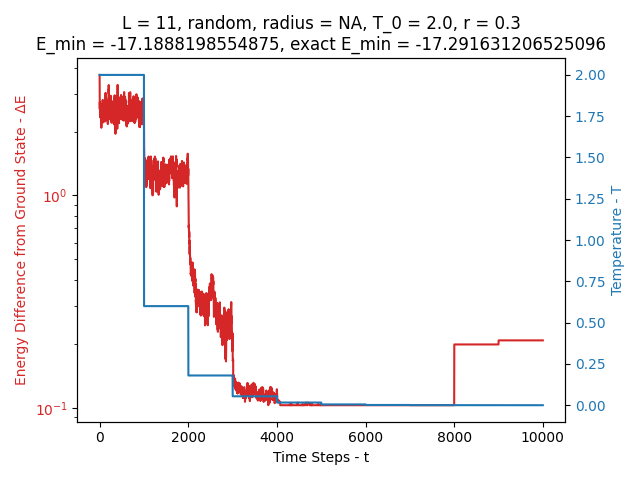 L = 11, random, radius = NA, T_0 = 2.0, r = 0.3
E_min = -17.1888198554875, exact E_min = -17.291631206525096
Energy Difference from Ground State - ΔE
10⁰
10⁻¹
2.00
1.75
1.50
1.25
1.00
0.75
0.50
0.25
0.00
Temperature - T
0 2000 4000 6000 8000 10000
Time Steps - t